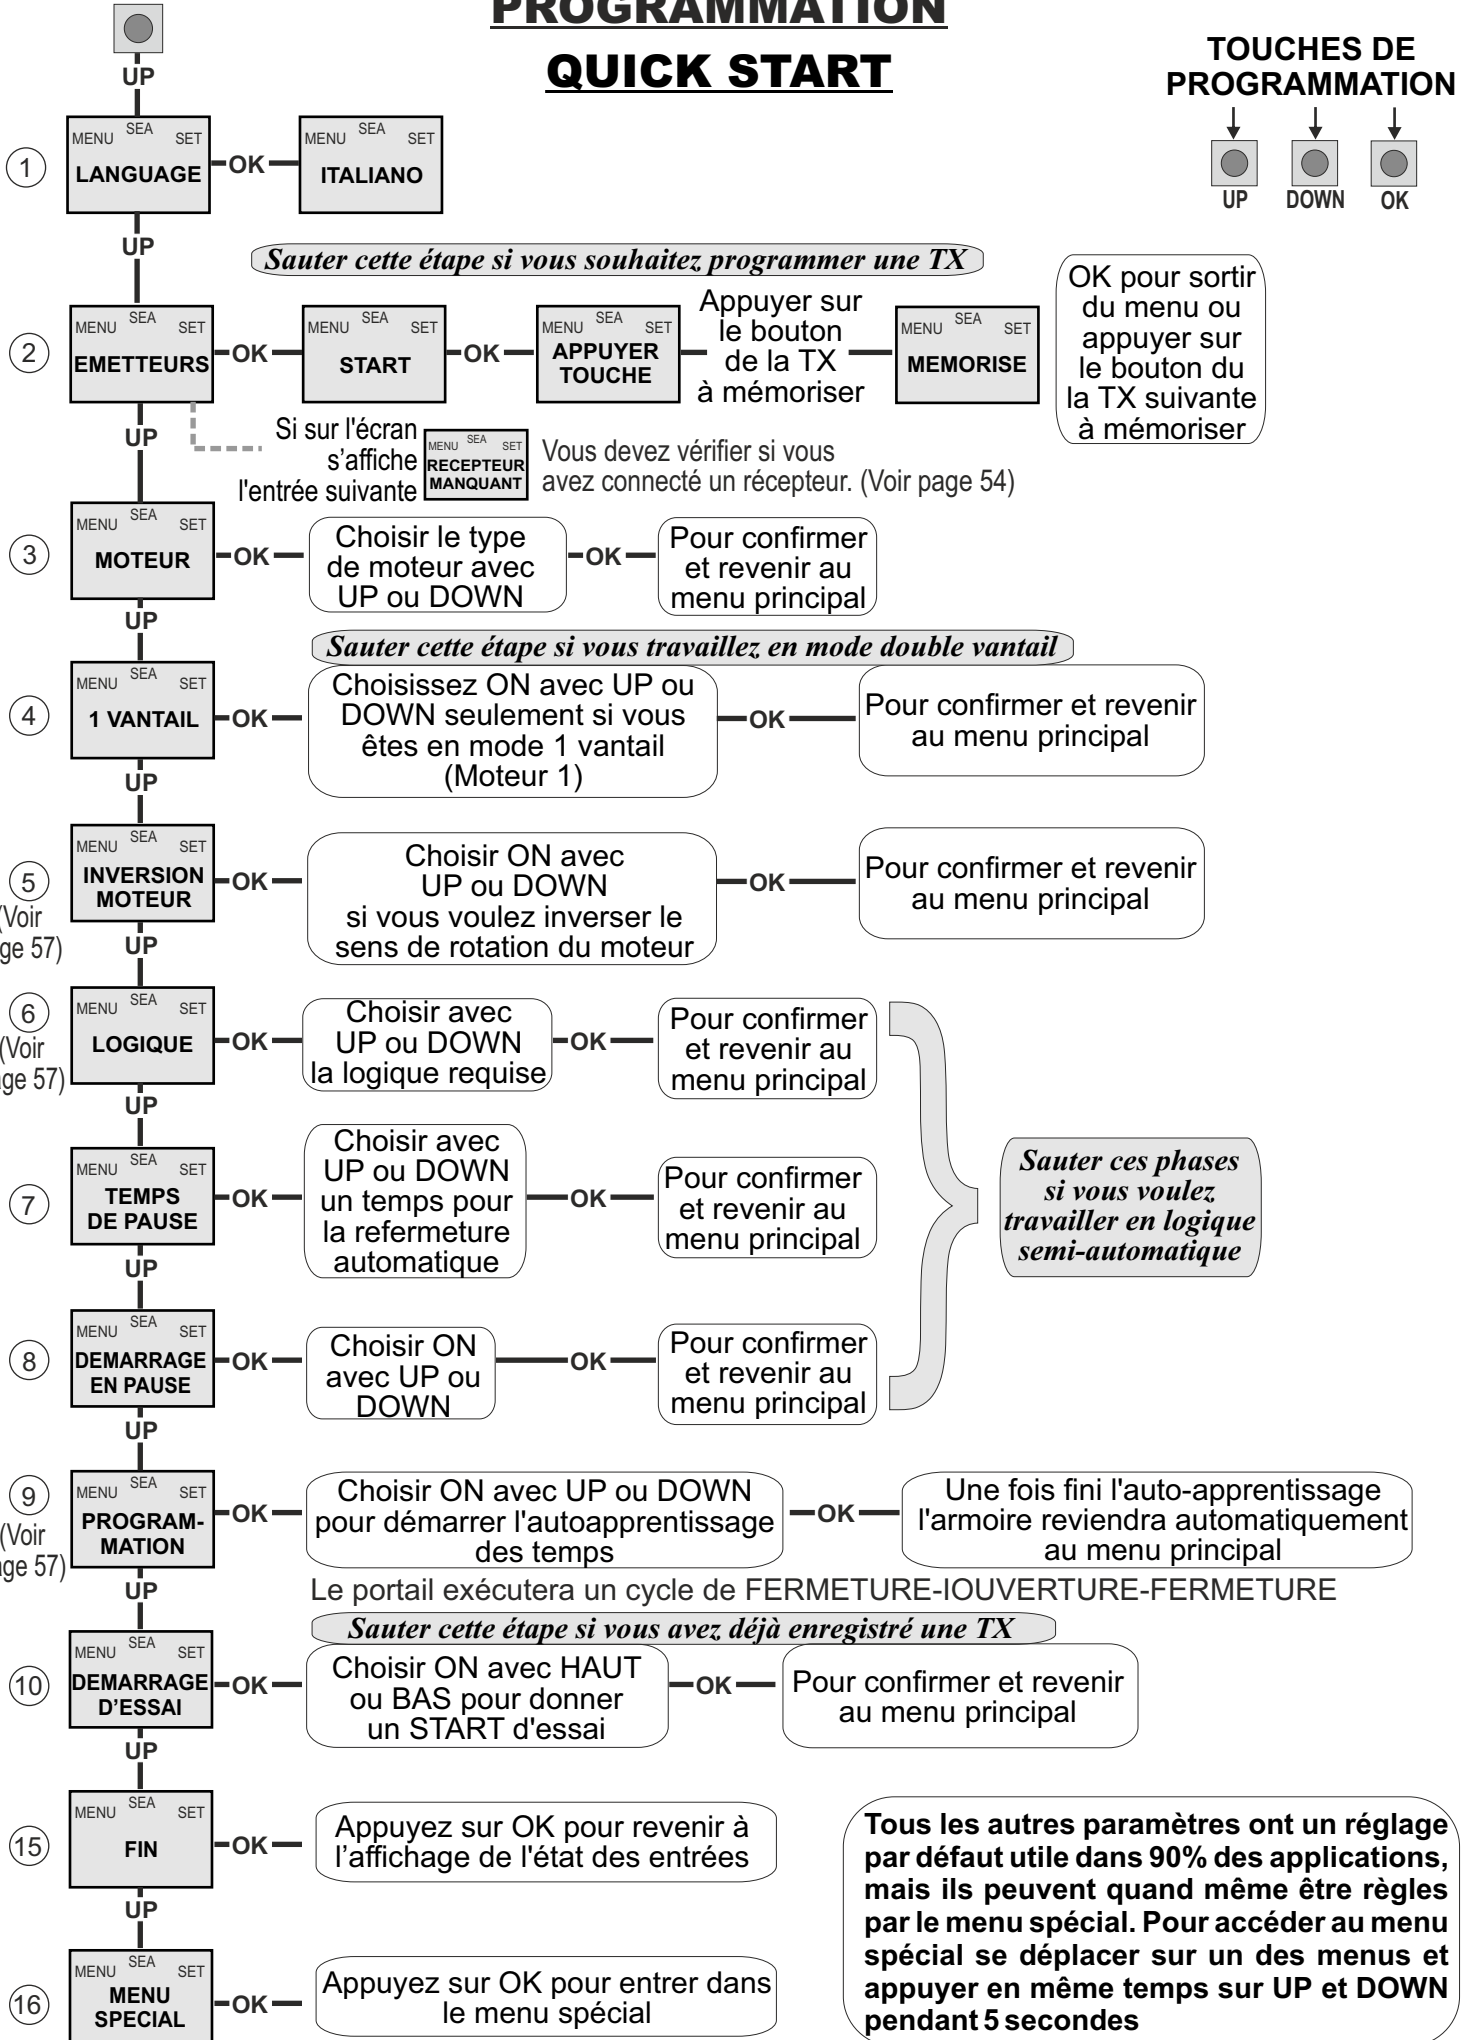 PROGRAMMATION
QUICK START
TOUCHES DE
PROGRAMMATION
UP DOWN OK
UP
1
MENU SEA SET
LANGUAGE
OK
MENU SEA SET
ITALIANO
UP
Sauter cette étape si vous souhaitez programmer une TX
2
MENU SEA SET
EMETTEURS
OK
MENU SEA SET
START
OK
MENU SEA SET
APPUYER
TOUCHE
Appuyer sur
le bouton
de la TX
à mémoriser
MENU SEA SET
MEMORISE
OK pour sortir
du menu ou
appuyer sur
le bouton du
la TX suivante
à mémoriser
UP
Si sur l'écran
s’affiche
l'entrée suivante
MENU SEA SET
RECEPTEUR
MANQUANT
Vous devez vérifier si vous
avez connecté un récepteur. (Voir page 54)
3
MENU SEA SET
MOTEUR
OK
Choisir le type
de moteur avec
UP ou DOWN
OK
Pour confirmer
et revenir au
menu principal
UP
Sauter cette étape si vous travaillez en mode double vantail
4
MENU SEA SET
1 VANTAIL
OK
Choisissez ON avec UP ou
DOWN seulement si vous
êtes en mode 1 vantail
(Moteur 1)
OK
Pour confirmer et revenir
au menu principal
UP
5
(Voir
ge 57)
MENU SEA SET
INVERSION
MOTEUR
OK
Choisir ON avec
UP ou DOWN
si vous voulez inverser le
sens de rotation du moteur
OK
Pour confirmer et revenir
au menu principal
UP
6
(Voir
ge 57)
MENU SEA SET
LOGIQUE
OK
Choisir avec
UP ou DOWN
la logique requise
OK
Pour confirmer
et revenir au
menu principal
UP
7
MENU SEA SET
TEMPS
DE PAUSE
OK
Choisir avec
UP ou DOWN
un temps pour
la refermeture
automatique
OK
Pour confirmer
et revenir au
menu principal
Sauter ces phases
si vous voulez
travailler en logique
semi-automatique
UP
8
MENU SEA SET
DEMARRAGE
EN PAUSE
OK
Choisir ON
avec UP ou
DOWN
OK
Pour confirmer
et revenir au
menu principal
UP
9
(Voir
ge 57)
MENU SEA SET
PROGRAM-
MATION
OK
Choisir ON avec UP ou DOWN
pour démarrer l'autoapprentissage
des temps
OK
Une fois fini l'auto-apprentissage
l'armoire reviendra automatiquement
au menu principal
UP
Le portail exécutera un cycle de FERMETURE-IOUVERTURE-FERMETURE
Sauter cette étape si vous avez déjà enregistré une TX
10
MENU SEA SET
DEMARRAGE
D’ESSAI
OK
Choisir ON avec HAUT
ou BAS pour donner
un START d'essai
OK
Pour confirmer et revenir
au menu principal
UP
15
MENU SEA SET
FIN
OK
Appuyez sur OK pour revenir à
l’affichage de l'état des entrées
UP
16
MENU SEA SET
MENU
SPECIAL
OK
Appuyez sur OK pour entrer dans
le menu spécial
Tous les autres paramètres ont un réglage
par défaut utile dans 90% des applications,
mais ils peuvent quand même être règles
par le menu spécial. Pour accéder au menu
spécial se déplacer sur un des menus et
appuyer en même temps sur UP et DOWN
pendant 5 secondes